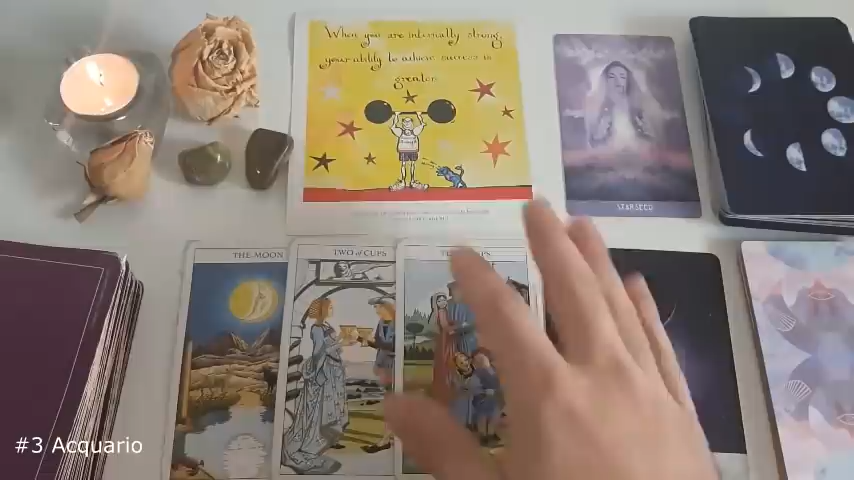 When you are internally strong,
your ability to achieve success is
greater
STARSEED
THE MOON
TWO of CUPS
#3 Acquario